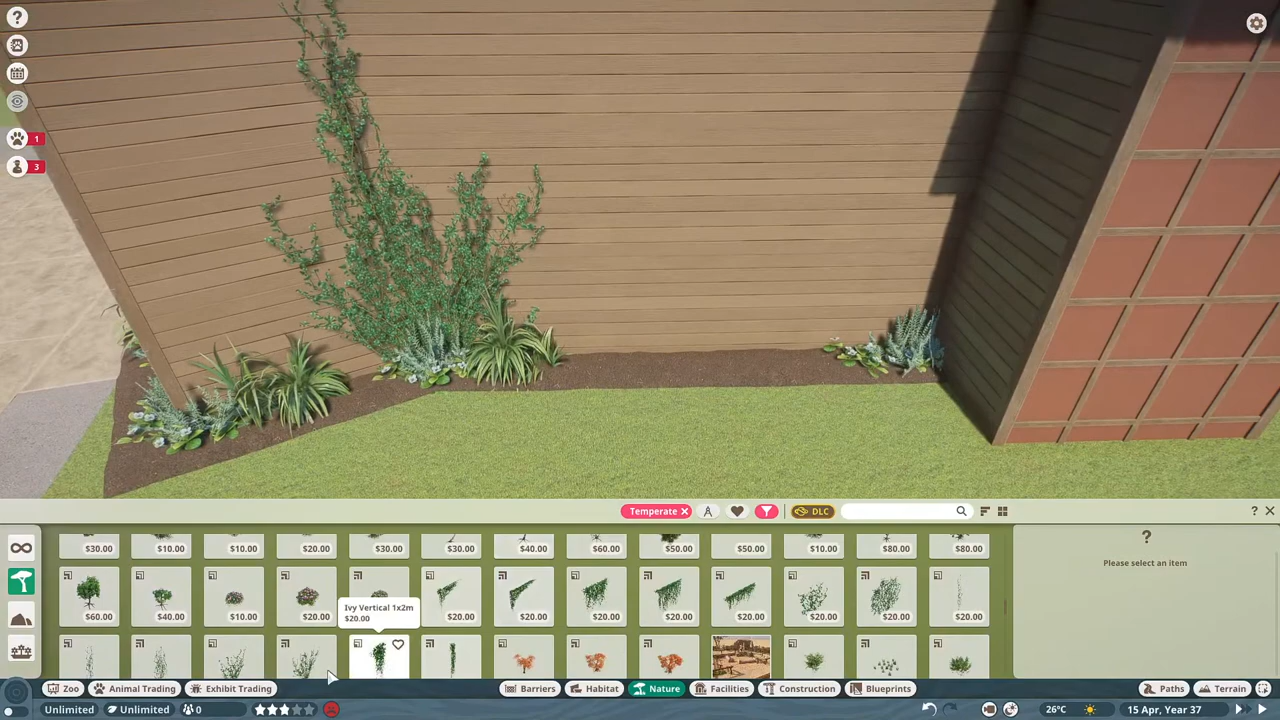 ?
1
3
Temperate ×
DLC
? ×
$30.00 $10.00 $10.00 $20.00 $30.00 $30.00 $40.00 $60.00 $50.00 $50.00 $10.00 $80.00 $80.00
?
Please select an item
Ivy Vertical 1x2m
$20.00
$60.00 $40.00 $10.00 $20.00 $20.00 $20.00 $20.00 $20.00 $20.00 $20.00 $20.00 $20.00
Zoo Animal Trading Exhibit Trading Barriers Habitat Nature Facilities Construction Blueprints Paths Terrain
Unlimited Unlimited 0 26°C 15 Apr, Year 37